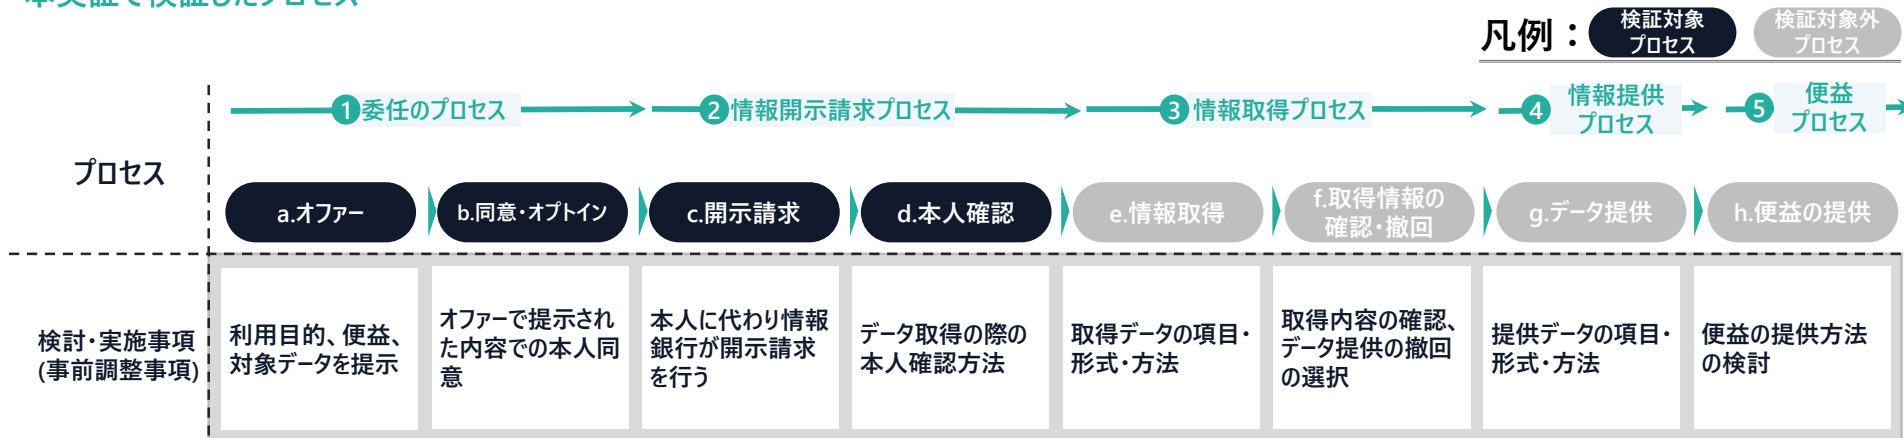 本実証で検証したプロセス
凡例：
検証対象
プロセス
検証対象外
プロセス
1 委任のプロセス
2 情報開示請求プロセス
3 情報取得プロセス
4 情報提供
プロセス
5 便益
プロセス
プロセス
a.オファー
b.同意・オプトイン
c.開示請求
d.本人確認
e.情報取得
f.取得情報の
確認・撤回
g.データ提供
h.便益の提供
検討・実施事項
(事前調整事項)
利用目的、便益、
対象データを提示
オファーで提示され
た内容での本人同
意
本人に代わり情報
銀行が開示請求
を行う
データ取得の際の
本人確認方法
取得データの項目・
形式・方法
取得内容の確認、
データ提供の撤回
の選択
提供データの項目・
形式・方法
便益の提供方法
の検討